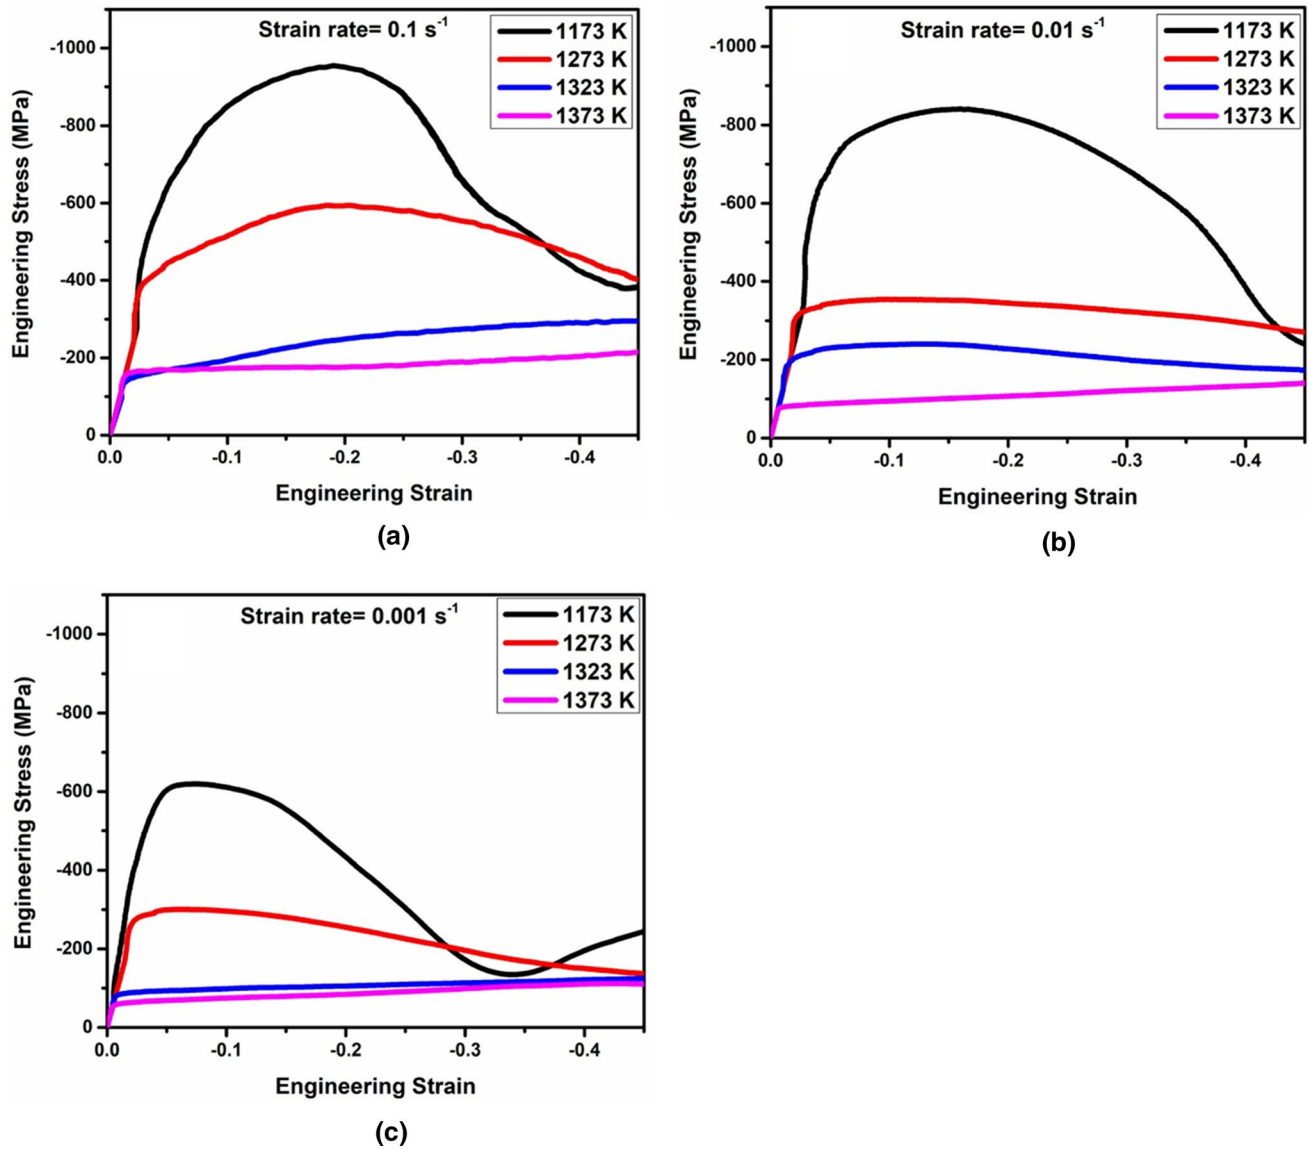 Strain rate= 0.1 s-1
1173 K
1273 K
1323 K
1373 K
-1000
-800
-600
-400
-200
0
Engineering Stress (MPa)
0.0 -0.1 -0.2 -0.3 -0.4
Engineering Strain
(a)
Strain rate= 0.01 s-1
1173 K
1273 K
1323 K
1373 K
-1000
-800
-600
-400
-200
0
Engineering Stress (MPa)
0.0 -0.1 -0.2 -0.3 -0.4
Engineering Strain
(b)
Strain rate= 0.001 s-1
1173 K
1273 K
1323 K
1373 K
-1000
-800
-600
-400
-200
0
Engineering Stress (MPa)
0.0 -0.1 -0.2 -0.3 -0.4
Engineering Strain
(c)